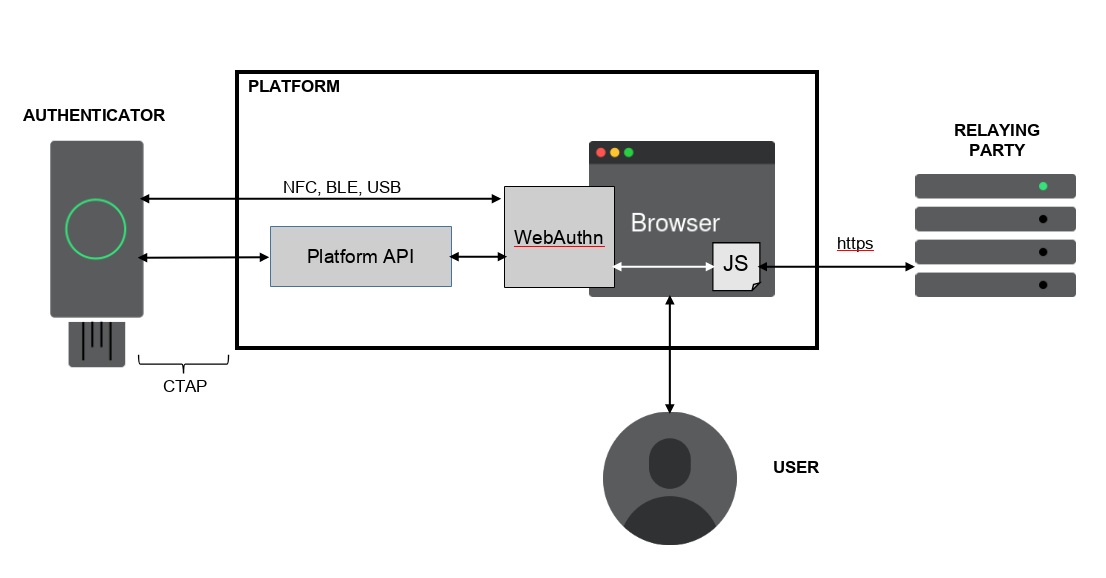 PLATFORM
AUTHENTICATOR
RELAYING
PARTY
NFC, BLE, USB
Browser
WebAuthn
https
Platform API
JS
CTAP
USER